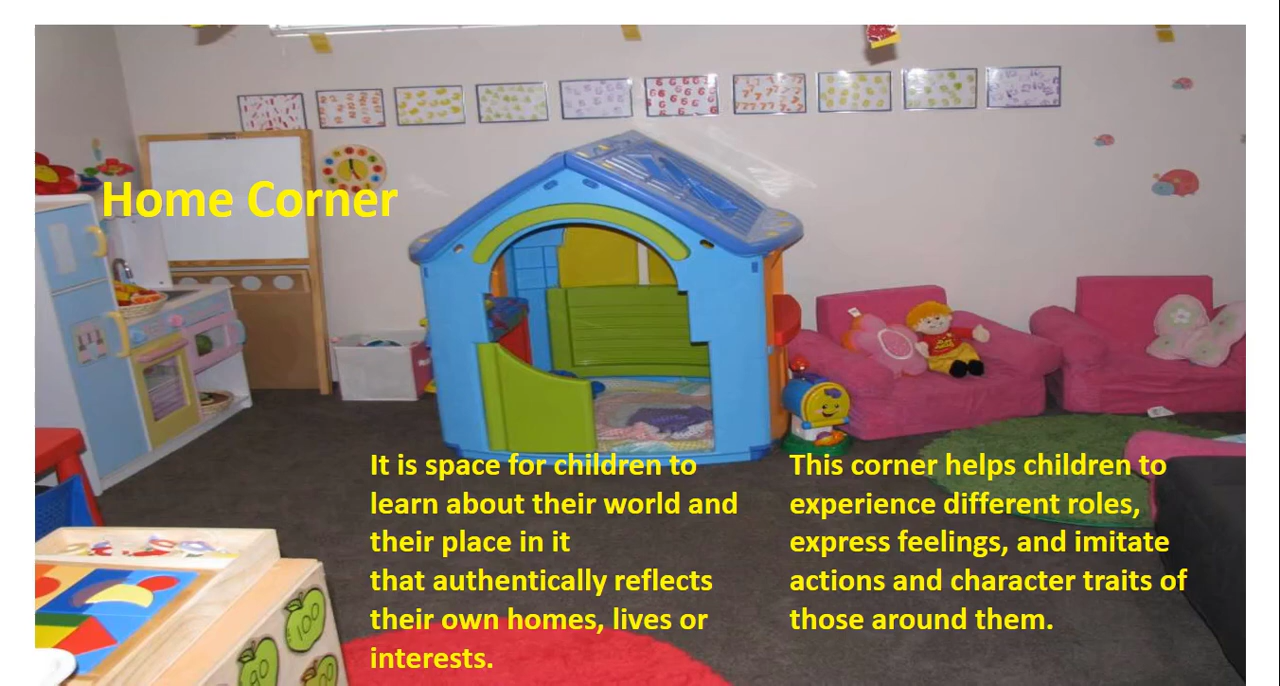 Home Corner
It is space for children to
learn about their world and
their place in it
that authentically reflects
their own homes, lives or
interests.
This corner helps children to
experience different roles,
express feelings, and imitate
actions and character traits of
those around them.
100